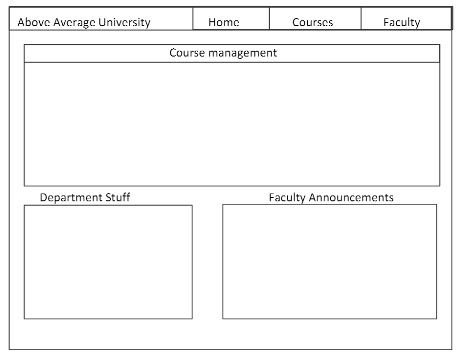 Above Average University Home Courses Faculty
Course management
Department Stuff Faculty Announcements